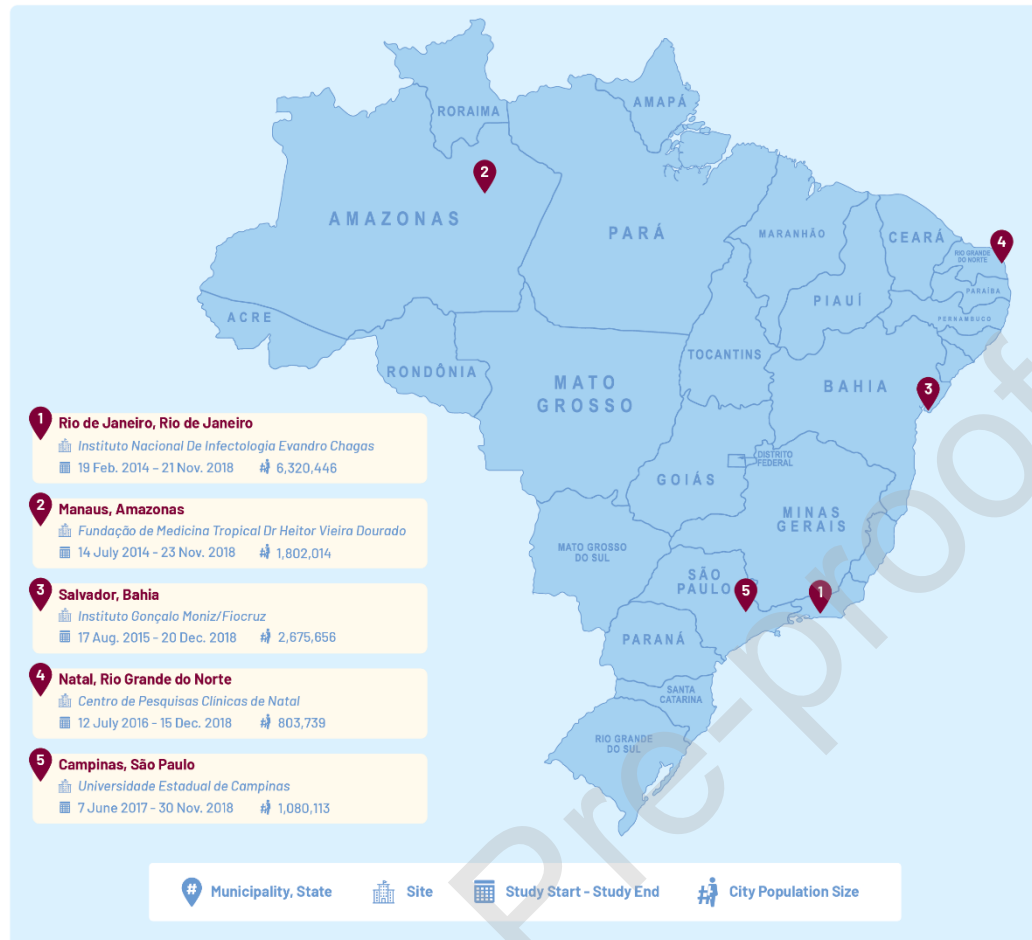 RORAIMA
AMAPÁ
2
AMAZONAS
PARÁ
MARANHÃO
CEARÁ
4
RIO GRANDE
DO NORTE
PARAÍBA
PIAUÍ
PERNAMBUCO
ACRE
TOCANTINS
RONDÔNIA
MATO
GROSSO
BAHIA
3
DISTRITO
FEDERAL
GOIÁS
MINAS
GERAIS
MATO GROSSO
DO SUL
SÃO
PAULO
5
1
PARANÁ
SANTA
CATARINA
RIO GRANDE
DO SUL
1
Rio de Janeiro, Rio de Janeiro
Instituto Nacional De Infectologia Evandro Chagas
19 Feb. 2014 – 21 Nov. 2018 # 6,320,446
2
Manaus, Amazonas
Fundação de Medicina Tropical Dr Heitor Vieira Dourado
14 July 2014 - 23 Nov. 2018 # 1,802,014
3
Salvador, Bahia
Instituto Gonçalo Moniz/Fiocruz
17 Aug. 2015 - 20 Dec. 2018 # 2,675,656
4
Natal, Rio Grande do Norte
Centro de Pesquisas Clínicas de Natal
12 July 2016 - 15 Dec. 2018 # 803,739
5
Campinas, São Paulo
Universidade Estadual de Campinas
7 June 2017 - 30 Nov. 2018 # 1,080,113
# Municipality, State Site Study Start - Study End # City Population Size
Pre-proof